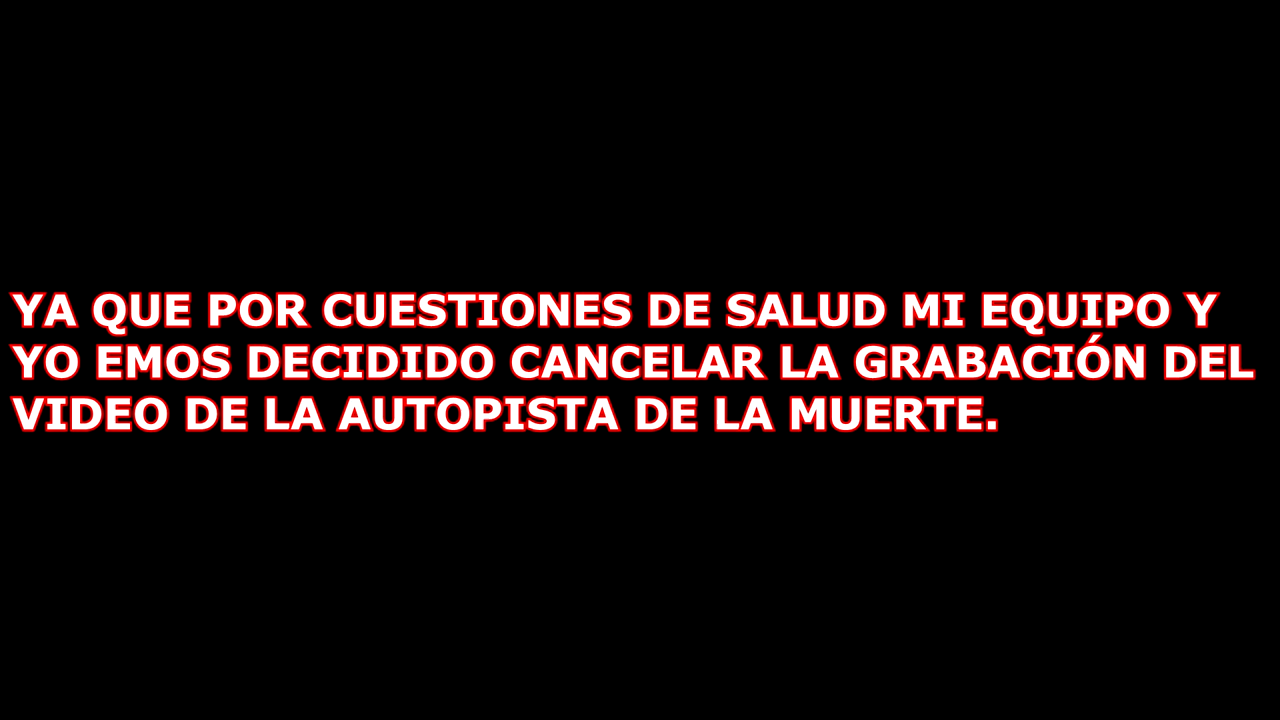 YA QUE POR CUESTIONES DE SALUD MI EQUIPO Y
YO EMOS DECIDIDO CANCELAR LA GRABACIÓN DEL
VIDEO DE LA AUTOPISTA DE LA MUERTE.